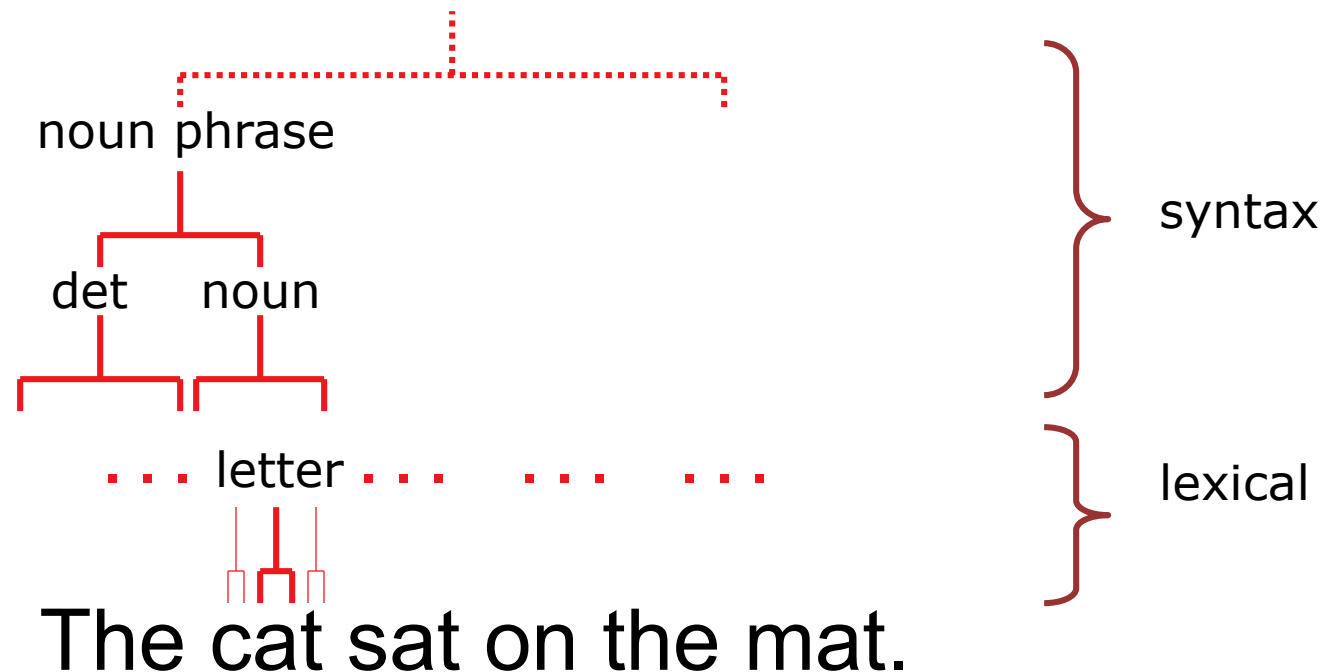 noun phrase
syntax
det noun
letter
lexical
The cat sat on the mat.